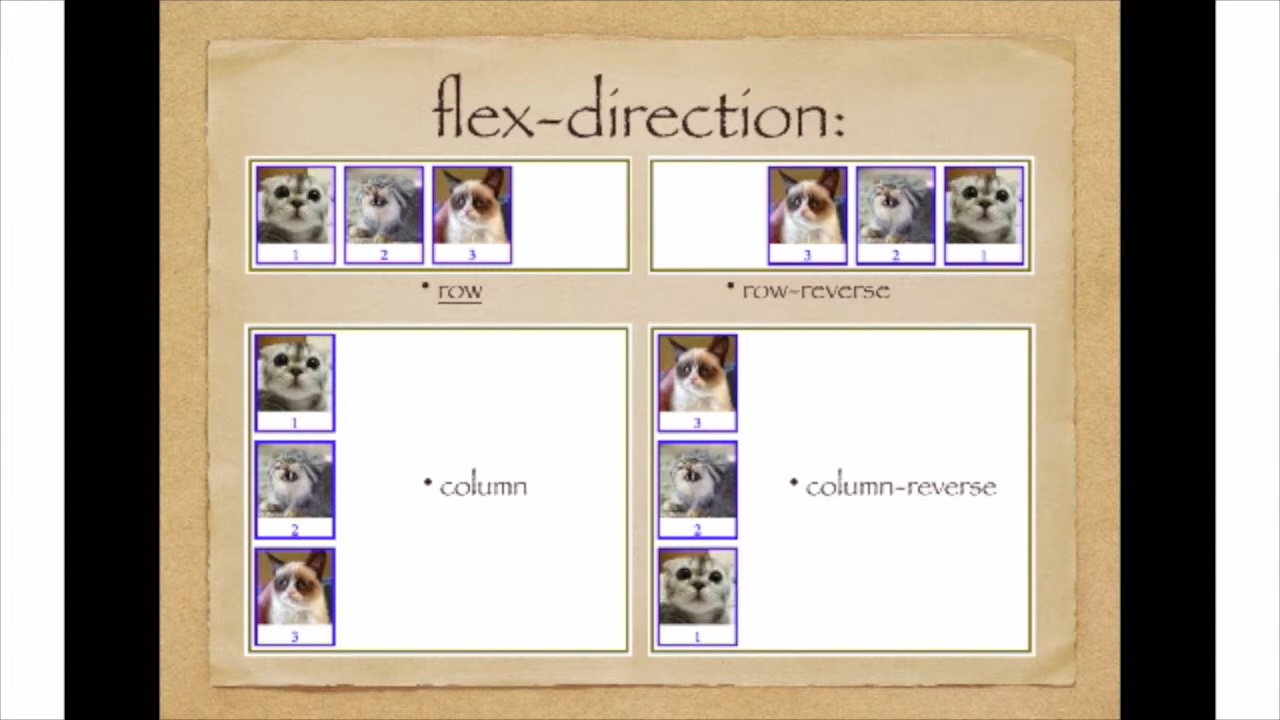 flex-direction:
1 2 3
3 2 1
• row
• row-reverse
1
2
3
• column
3
2
1
• column-reverse